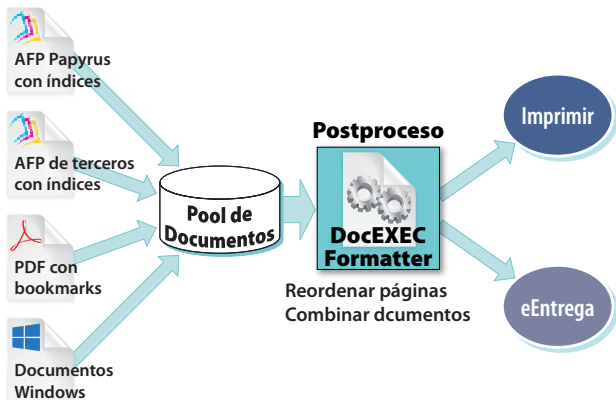 AFP Papyrus
con índices
AFP de terceros
con índices
PDF con
bookmarks
Documentos
Windows
Pool de
Documentos
Postproceso
DocEXEC
Formatter
Reordenar páginas
Combinar dcumentos
Imprimir
eEntrega